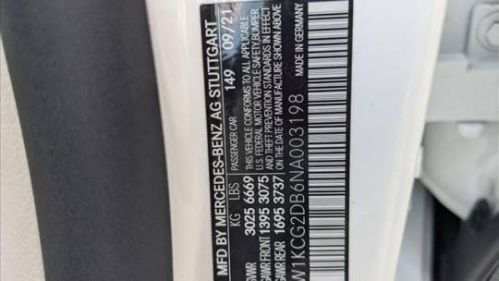 MFD BY MERCEDES-BENZ AG STUTTGART
PASSENGER CAR 149 09/21
KG LBS
GVWR 3025 6669
GAWR FRONT 1395 3075
GAWR REAR 1695 3737
THIS VEHICLE CONFORMS TO ALL APPLICABLE
U.S. FEDERAL MOTOR VEHICLE SAFETY, BUMPER
AND THEFT PREVENTION STANDARDS IN EFFECT
ON THE DATE OF MANUFACTURE SHOWN ABOVE
W1KCG2DB6NA003198 MADE IN GERMANY